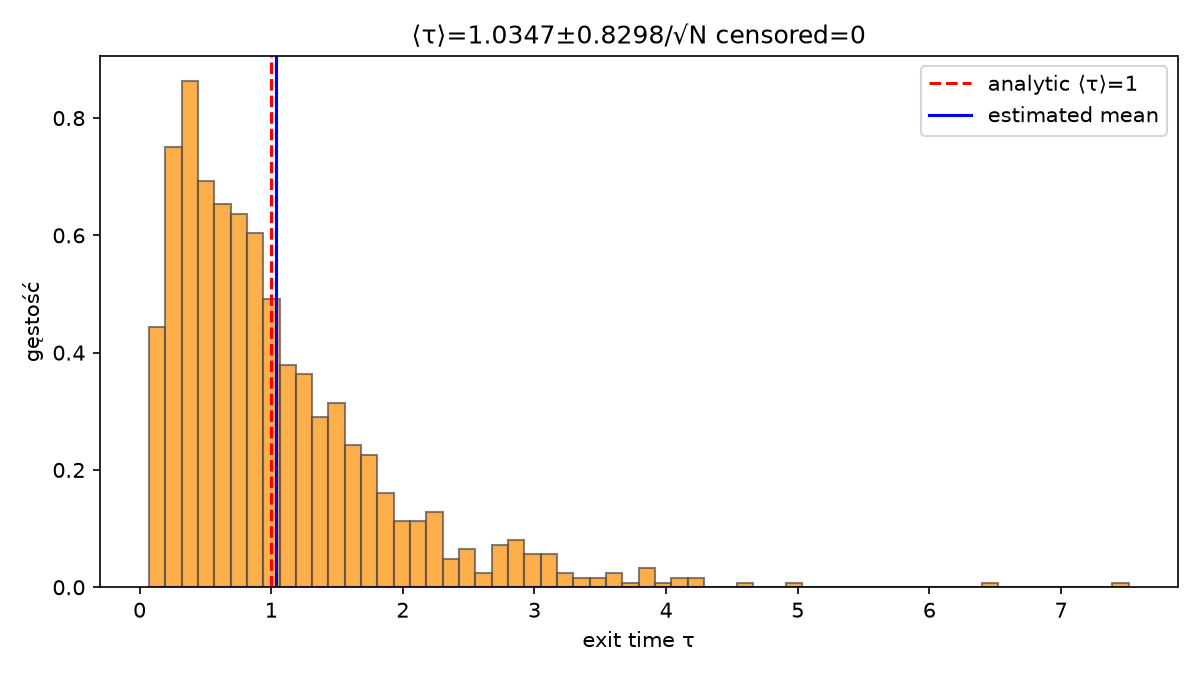 ⟨τ⟩=1.0347±0.8298/√N censored=0
analytic ⟨τ⟩=1
estimated mean
gęstość
0.8
0.6
0.4
0.2
0.0
0 1 2 3 4 5 6 7
exit time τ